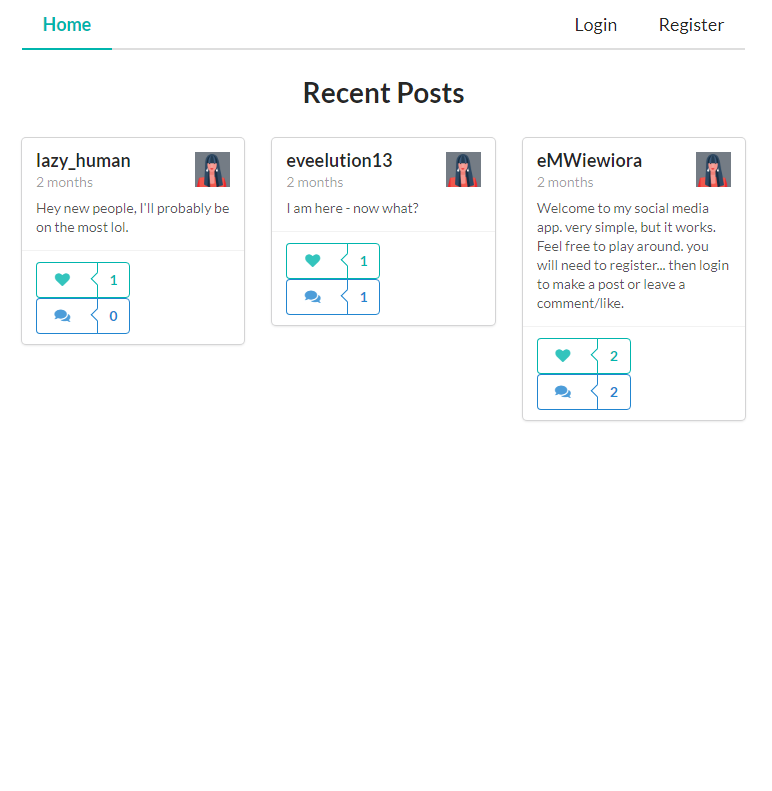 Home
Login
Register
Recent Posts
lazy_human
2 months
Hey new people, I'll probably be
on the most lol.
1
0
eveelution13
2 months
I am here - now what?
1
1
eMWiewiora
2 months
Welcome to my social media
app. very simple, but it works.
Feel free to play around. you
will need to register... then login
to make a post or leave a
comment/like.
2
2